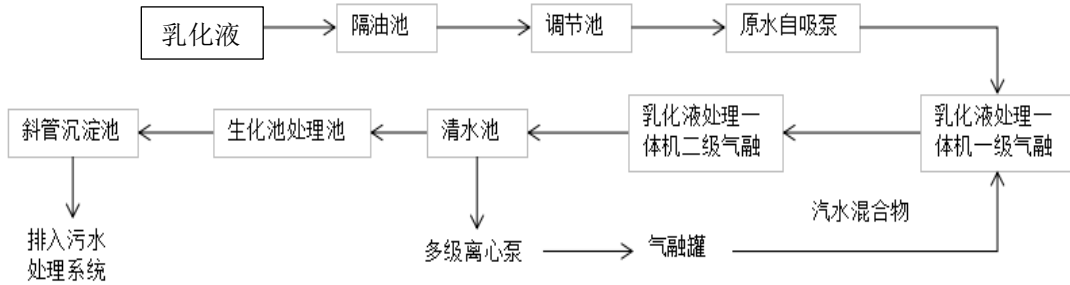 乳化液
隔油池
调节池
原水自吸泵
斜管沉淀池
生化池处理池
清水池
乳化液处理一
体机二级气融
乳化液处理一
体机一级气融
汽水混合物
排入污水
处理系统
多级离心泵
气融罐